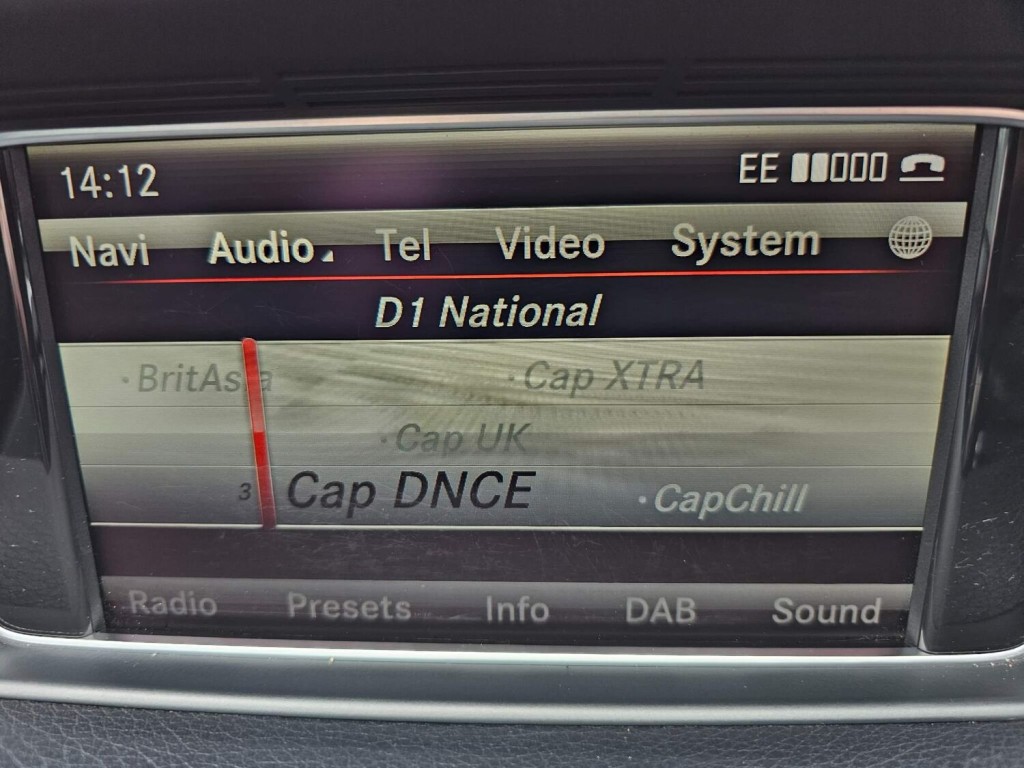 14:12 EE
Navi Audio Tel Video System
D1 National
·BritAsia ·Cap XTRA
·Cap UK
3 Cap DNCE ·CapChill
Radio Presets Info DAB Sound